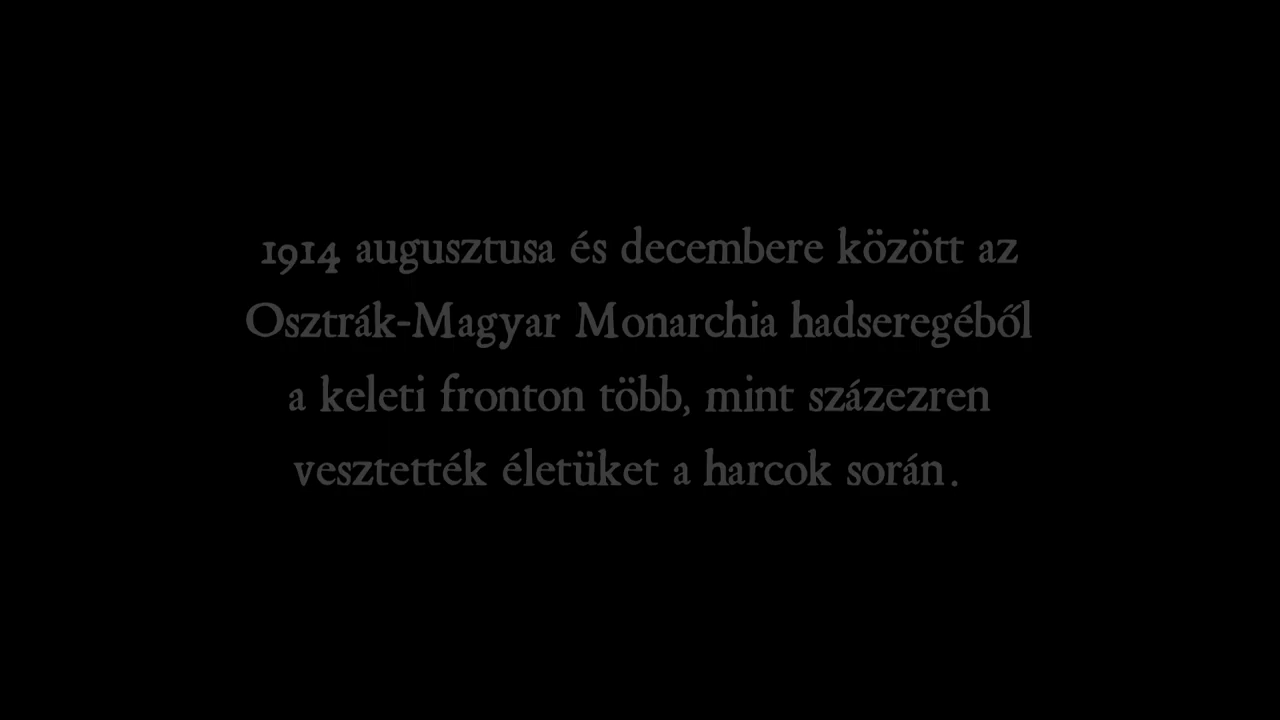 1914 augusztusa és decembere között az
Osztrák-Magyar Monarchia hadseregéből
a keleti fronton több, mint százezren
vesztették életüket a harcok során.